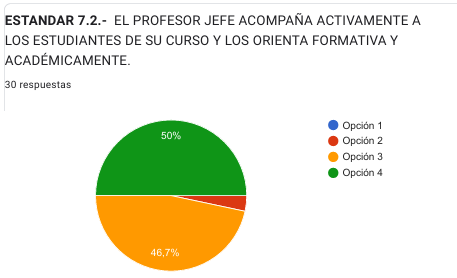 ESTANDAR 7.2.- EL PROFESOR JEFE ACOMPAÑA ACTIVAMENTE A
LOS ESTUDIANTES DE SU CURSO Y LOS ORIENTA FORMATIVA Y
ACADÉMICAMENTE.
30 respuestas
50%
46,7%
Opción 1
Opción 2
Opción 3
Opción 4